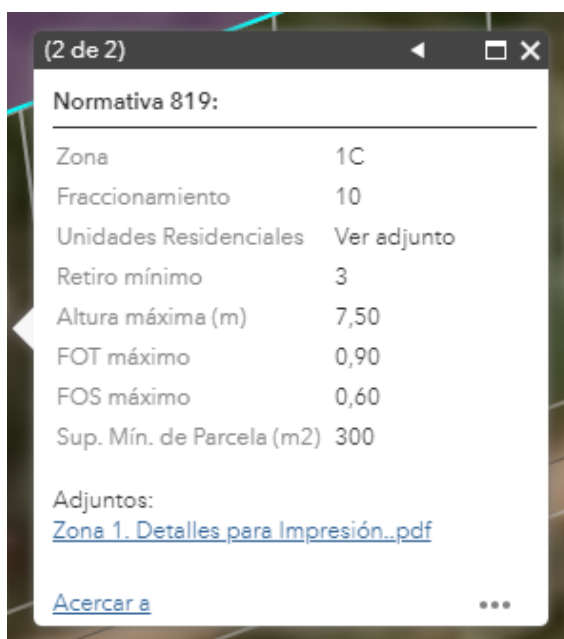 (2 de 2)
Normativa 819:
Zona 1C
Fraccionamiento 10
Unidades Residenciales Ver adjunto
Retiro mínimo 3
Altura máxima (m) 7,50
FOT máximo 0,90
FOS máximo 0,60
Sup. Mín. de Parcela (m2) 300
Adjuntos:
Zona 1. Detalles para Impresión..pdf
Acercar a